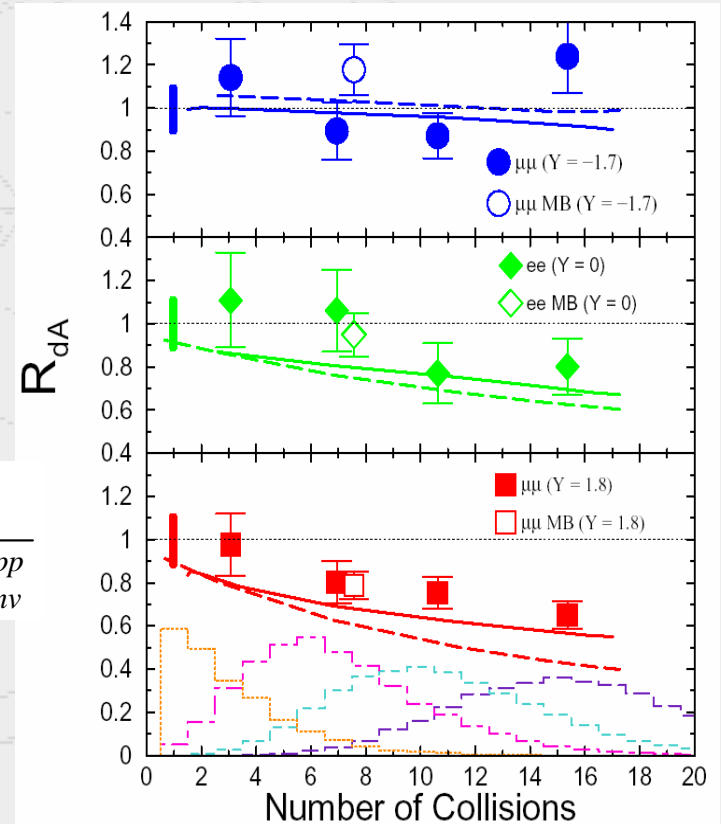 1.4
1.2
1
0.8
0.6
0.4
μμ (Y = −1.7)
μμ MB (Y = −1.7)
R_dA
1.2
1
0.8
0.6
0.4
ee (Y = 0)
ee MB (Y = 0)
1.2
1
0.8
0.6
0.4
0.2
0
μμ (Y = 1.8)
μμ MB (Y = 1.8)
pp
nv
0 2 4 6 8 10 12 14 16 18 20
Number of Collisions